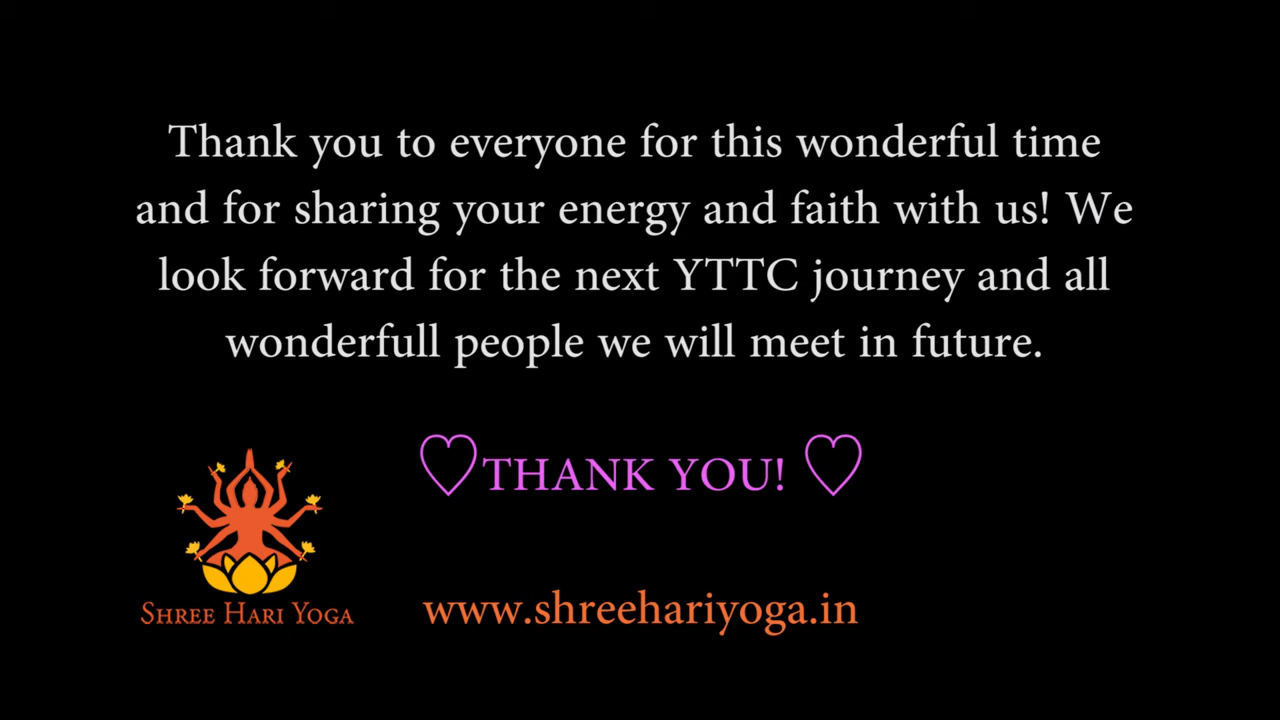 Thank you to everyone for this wonderful time
and for sharing your energy and faith with us! We
look forward for the next YTTC journey and all
wonderfull people we will meet in future.
♡THANK YOU! ♡
SHREE HARI YOGA
www.shreehariyoga.in